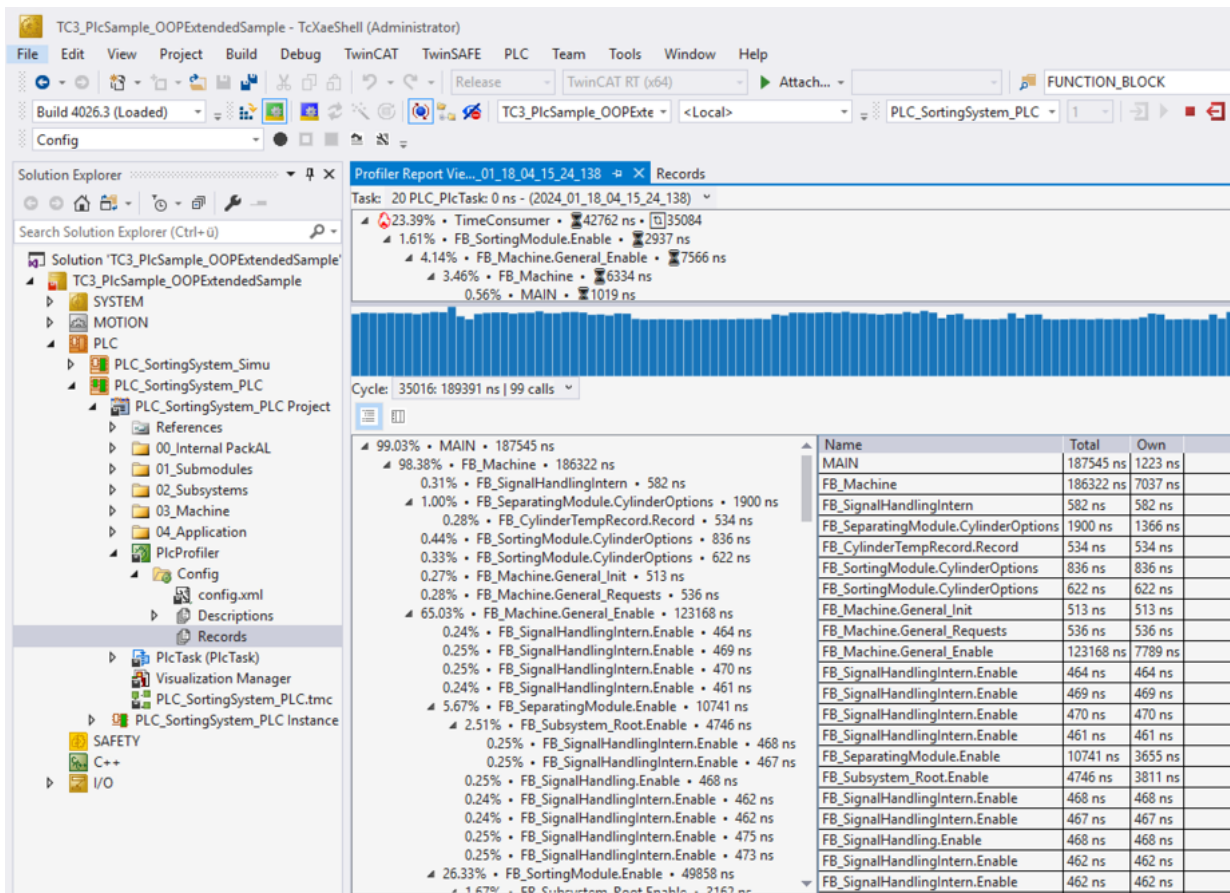 TC3_PlcSample_OOPExtendedSample - TcXaeShell (Administrator)
File Edit View Project Build Debug TwinCAT TwinSAFE PLC Team Tools Window Help
Release TwinCAT RT (x64) Attach... FUNCTION_BLOCK
Build 4026.3 (Loaded) TC3_PlcSample_OOPExte <Local> PLC_SortingSystem_PLC 1
Config
Solution Explorer
Search Solution Explorer (Ctrl+ü)
Solution 'TC3_PlcSample_OOPExtendedSample'
TC3_PlcSample_OOPExtendedSample
SYSTEM
MOTION
PLC
PLC_SortingSystem_Simu
PLC_SortingSystem_PLC
PLC_SortingSystem_PLC Project
References
00_Internal PackAL
01_Submodules
02_Subsystems
03_Machine
04_Application
PlcProfiler
Config
config.xml
Descriptions
Records
PlcTask (PlcTask)
Visualization Manager
PLC_SortingSystem_PLC.tmc
PLC_SortingSystem_PLC Instance
SAFETY
C++
I/O
Profiler Report Vie..._01_18_04_15_24_138 Records
Task: 20 PLC_PlcTask: 0 ns - (2024_01_18_04_15_24_138)
23.39% • TimeConsumer • 42762 ns • 35084
1.61% • FB_SortingModule.Enable • 2937 ns
4.14% • FB_Machine.General_Enable • 7566 ns
3.46% • FB_Machine • 6334 ns
0.56% • MAIN • 1019 ns
Cycle: 35016: 189391 ns | 99 calls
99.03% • MAIN • 187545 ns
98.38% • FB_Machine • 186322 ns
0.31% • FB_SignalHandlingIntern • 582 ns
1.00% • FB_SeparatingModule.CylinderOptions • 1900 ns
0.28% • FB_CylinderTempRecord.Record • 534 ns
0.44% • FB_SortingModule.CylinderOptions • 836 ns
0.33% • FB_SortingModule.CylinderOptions • 622 ns
0.27% • FB_Machine.General_Init • 513 ns
0.28% • FB_Machine.General_Requests • 536 ns
65.03% • FB_Machine.General_Enable • 123168 ns
0.24% • FB_SignalHandlingIntern.Enable • 464 ns
0.25% • FB_SignalHandlingIntern.Enable • 469 ns
0.25% • FB_SignalHandlingIntern.Enable • 470 ns
0.24% • FB_SignalHandlingIntern.Enable • 461 ns
5.67% • FB_SeparatingModule.Enable • 10741 ns
2.51% • FB_Subsystem_Root.Enable • 4746 ns
0.25% • FB_SignalHandlingIntern.Enable • 468 ns
0.25% • FB_SignalHandlingIntern.Enable • 467 ns
0.25% • FB_SignalHandling.Enable • 468 ns
0.24% • FB_SignalHandlingIntern.Enable • 462 ns
0.24% • FB_SignalHandlingIntern.Enable • 462 ns
0.25% • FB_SignalHandlingIntern.Enable • 475 ns
0.25% • FB_SignalHandlingIntern.Enable • 473 ns
26.33% • FB_SortingModule.Enable • 49858 ns
1.67% • FB_Subsystem_Root.Enable • 3162 ns
Name Total Own
MAIN 187545 ns 1223 ns
FB_Machine 186322 ns 7037 ns
FB_SignalHandlingIntern 582 ns 582 ns
FB_SeparatingModule.CylinderOptions 1900 ns 1366 ns
FB_CylinderTempRecord.Record 534 ns 534 ns
FB_SortingModule.CylinderOptions 836 ns 836 ns
FB_SortingModule.CylinderOptions 622 ns 622 ns
FB_Machine.General_Init 513 ns 513 ns
FB_Machine.General_Requests 536 ns 536 ns
FB_Machine.General_Enable 123168 ns 7789 ns
FB_SignalHandlingIntern.Enable 464 ns 464 ns
FB_SignalHandlingIntern.Enable 469 ns 469 ns
FB_SignalHandlingIntern.Enable 470 ns 470 ns
FB_SignalHandlingIntern.Enable 461 ns 461 ns
FB_SeparatingModule.Enable 10741 ns 3655 ns
FB_Subsystem_Root.Enable 4746 ns 3811 ns
FB_SignalHandlingIntern.Enable 468 ns 468 ns
FB_SignalHandlingIntern.Enable 467 ns 467 ns
FB_SignalHandling.Enable 468 ns 468 ns
FB_SignalHandlingIntern.Enable 462 ns 462 ns
FB_SignalHandlingIntern.Enable 462 ns 462 ns